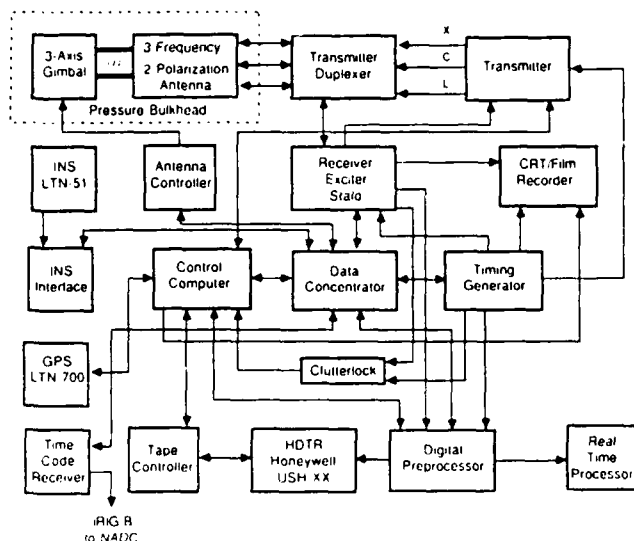 3-Axis
Gimbal
3 Frequency
2 Polarization
Antenna
Pressure Bulkhead
Transmitter
Duplexer
X
C
L
Transmitter
INS
LTN-51
Antenna
Controller
Receiver
Exciter
Stalo
CRT/Film
Recorder
INS
Interface
Control
Computer
Data
Concentrator
Timing
Generator
GPS
LTN 700
Clutterlock
Time
Code
Receiver
Tape
Controller
HDTR
Honeywell
USH XX
Digital
Preprocessor
Real
Time
Processor
IRIG B
to NADC